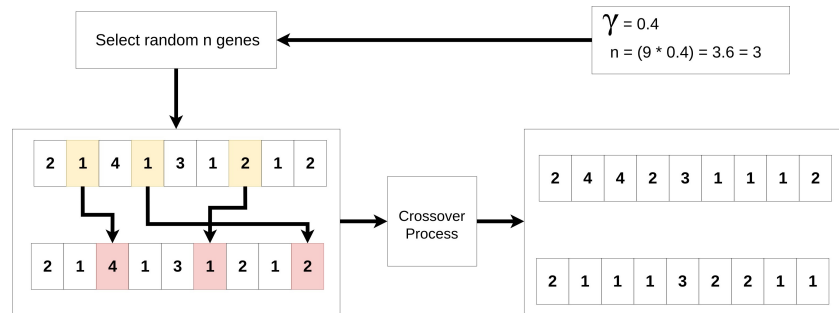 Select random n genes
γ = 0.4
n = (9 * 0.4) = 3.6 = 3
2 1 4 1 3 1 2 1 2
2 1 4 1 3 1 2 1 2
Crossover
Process
2 4 4 2 3 1 1 1 2
2 1 1 1 3 2 2 1 1